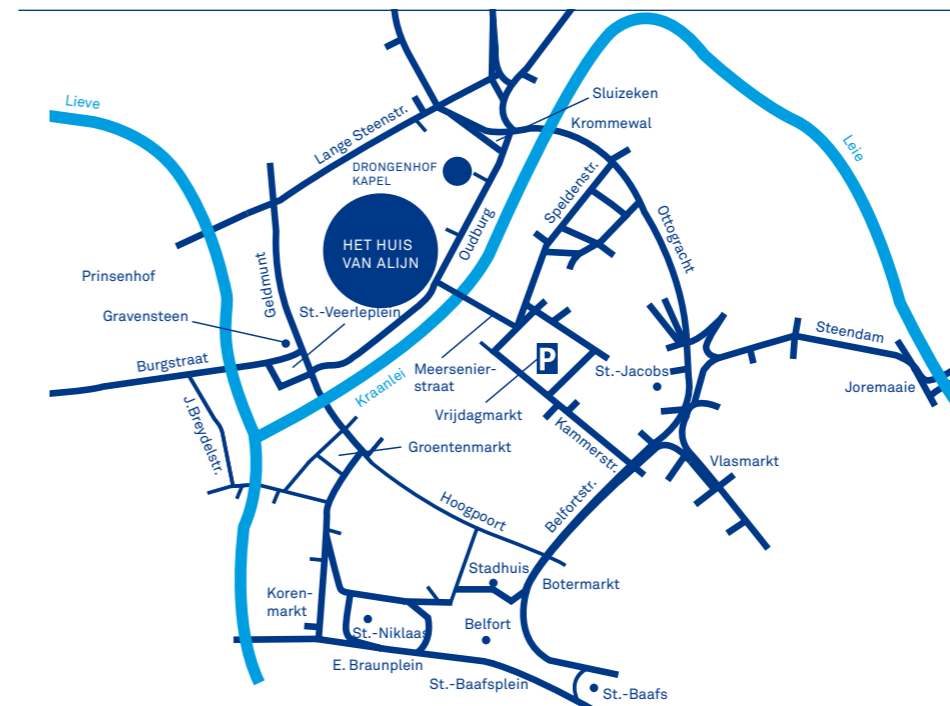 Lieve
Sluizeken
Krommewal
Lange Steenstr.
Leie
DRONGENHOF
KAPEL
Speldenstr.
Ottogracht
Oudburg
HET HUIS
VAN ALIJN
Prinsenhof
Geldmunt
St.-Veerleplein
Gravensteen
Steendam
Burgstraat
P
Meersenier-
straat
St.-Jacobs
Joremaaie
Kraanlei
J.Breydelstr.
Vrijdagmarkt
Kammerstr.
Groentenmarkt
Vlasmarkt
Hoogpoort
Belfortstr.
Stadhuis
Botermarkt
Koren-
markt
St.-Niklaas
Belfort
E. Braunplein
St.-Baafsplein
St.-Baafs